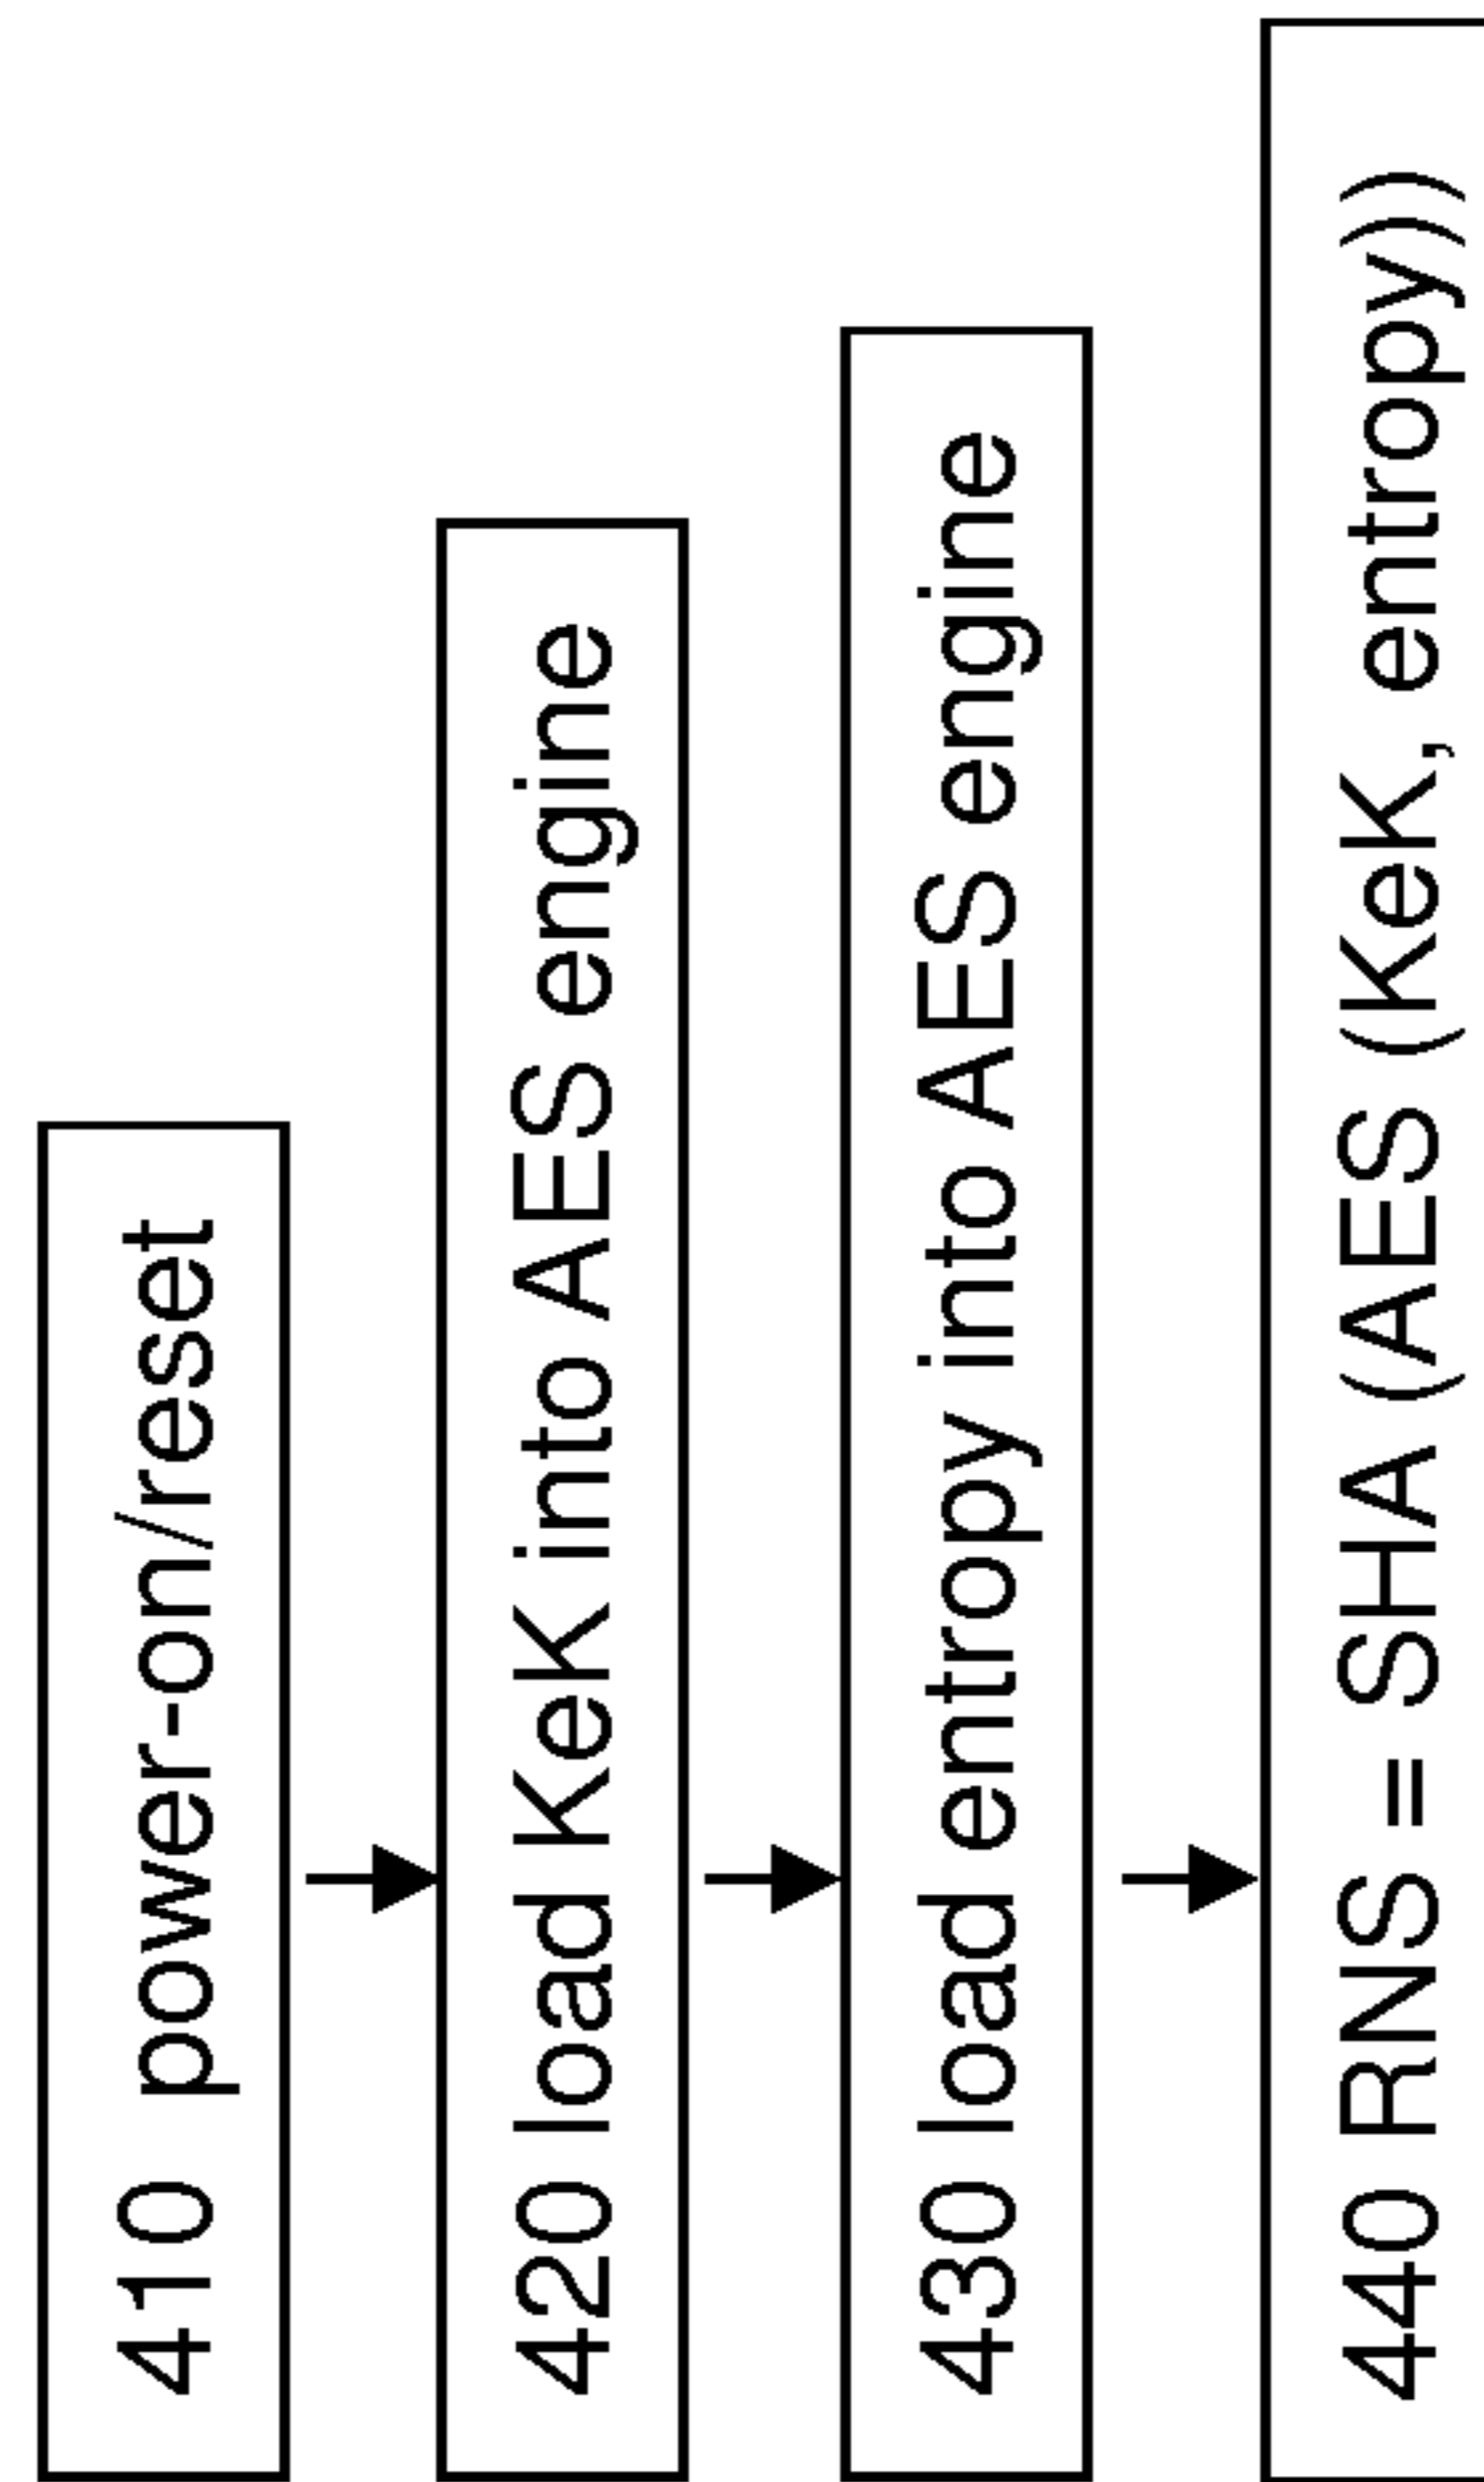 410 power-on/reset
420 load KeK into AES engine
430 load entropy into AES engine
440 RNS = SHA (AES (KeK, entropy))